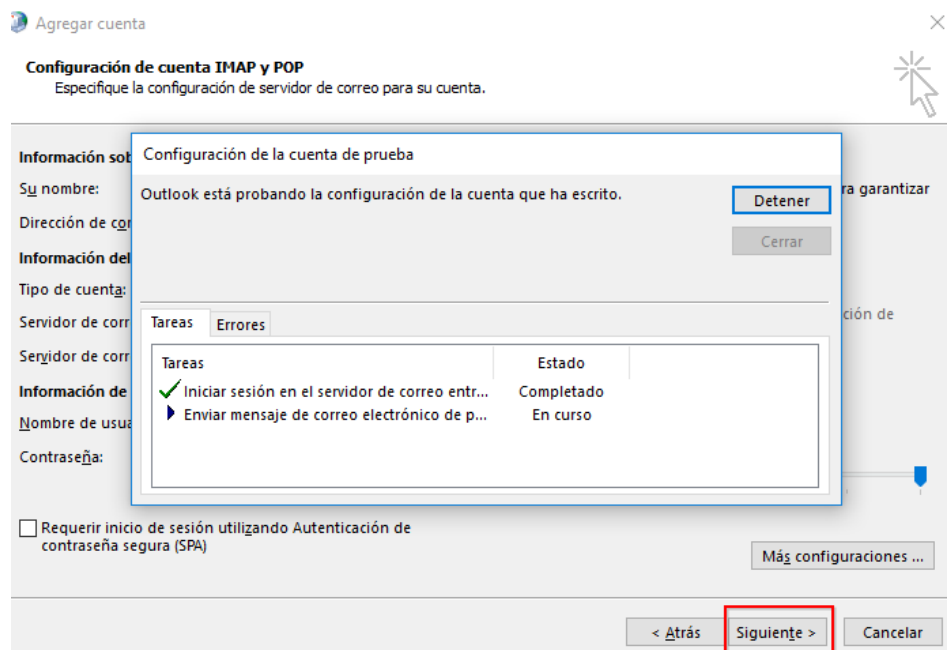 Agregar cuenta
Configuración de cuenta IMAP y POP
Especifique la configuración de servidor de correo para su cuenta.
Información sob
Configuración de la cuenta de prueba
Su nombre:
Outlook está probando la configuración de la cuenta que ha escrito.
Detener
ra garantizar
Dirección de cor
Cerrar
Información del
Tipo de cuenta:
Servidor de corr
Tareas
Errores
ción de
Servidor de corr
Tareas
Estado
Información de
Iniciar sesión en el servidor de correo entr...
Completado
Nombre de usua
Enviar mensaje de correo electrónico de p...
En curso
Contraseña:
Requerir inicio de sesión utilizando Autenticación de
contraseña segura (SPA)
Más configuraciones ...
< Atrás
Siguiente >
Cancelar